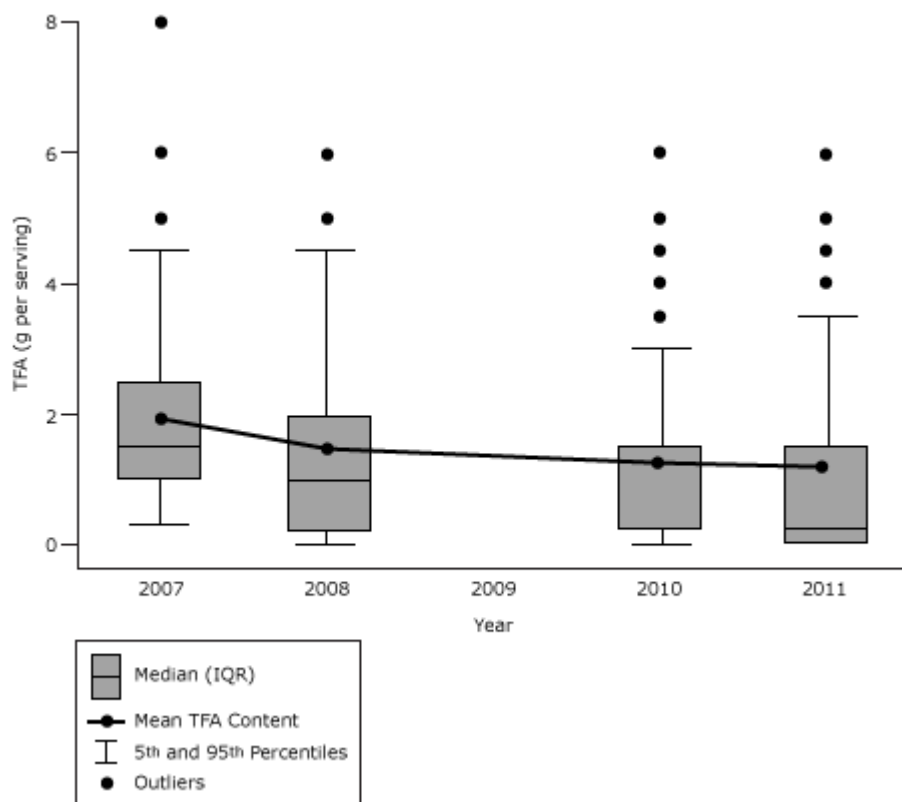 8
6
4
2
0
TFA (g per serving)
2007 2008 2009 2010 2011
Year
Median (IQR)
Mean TFA Content
5th and 95th Percentiles
Outliers